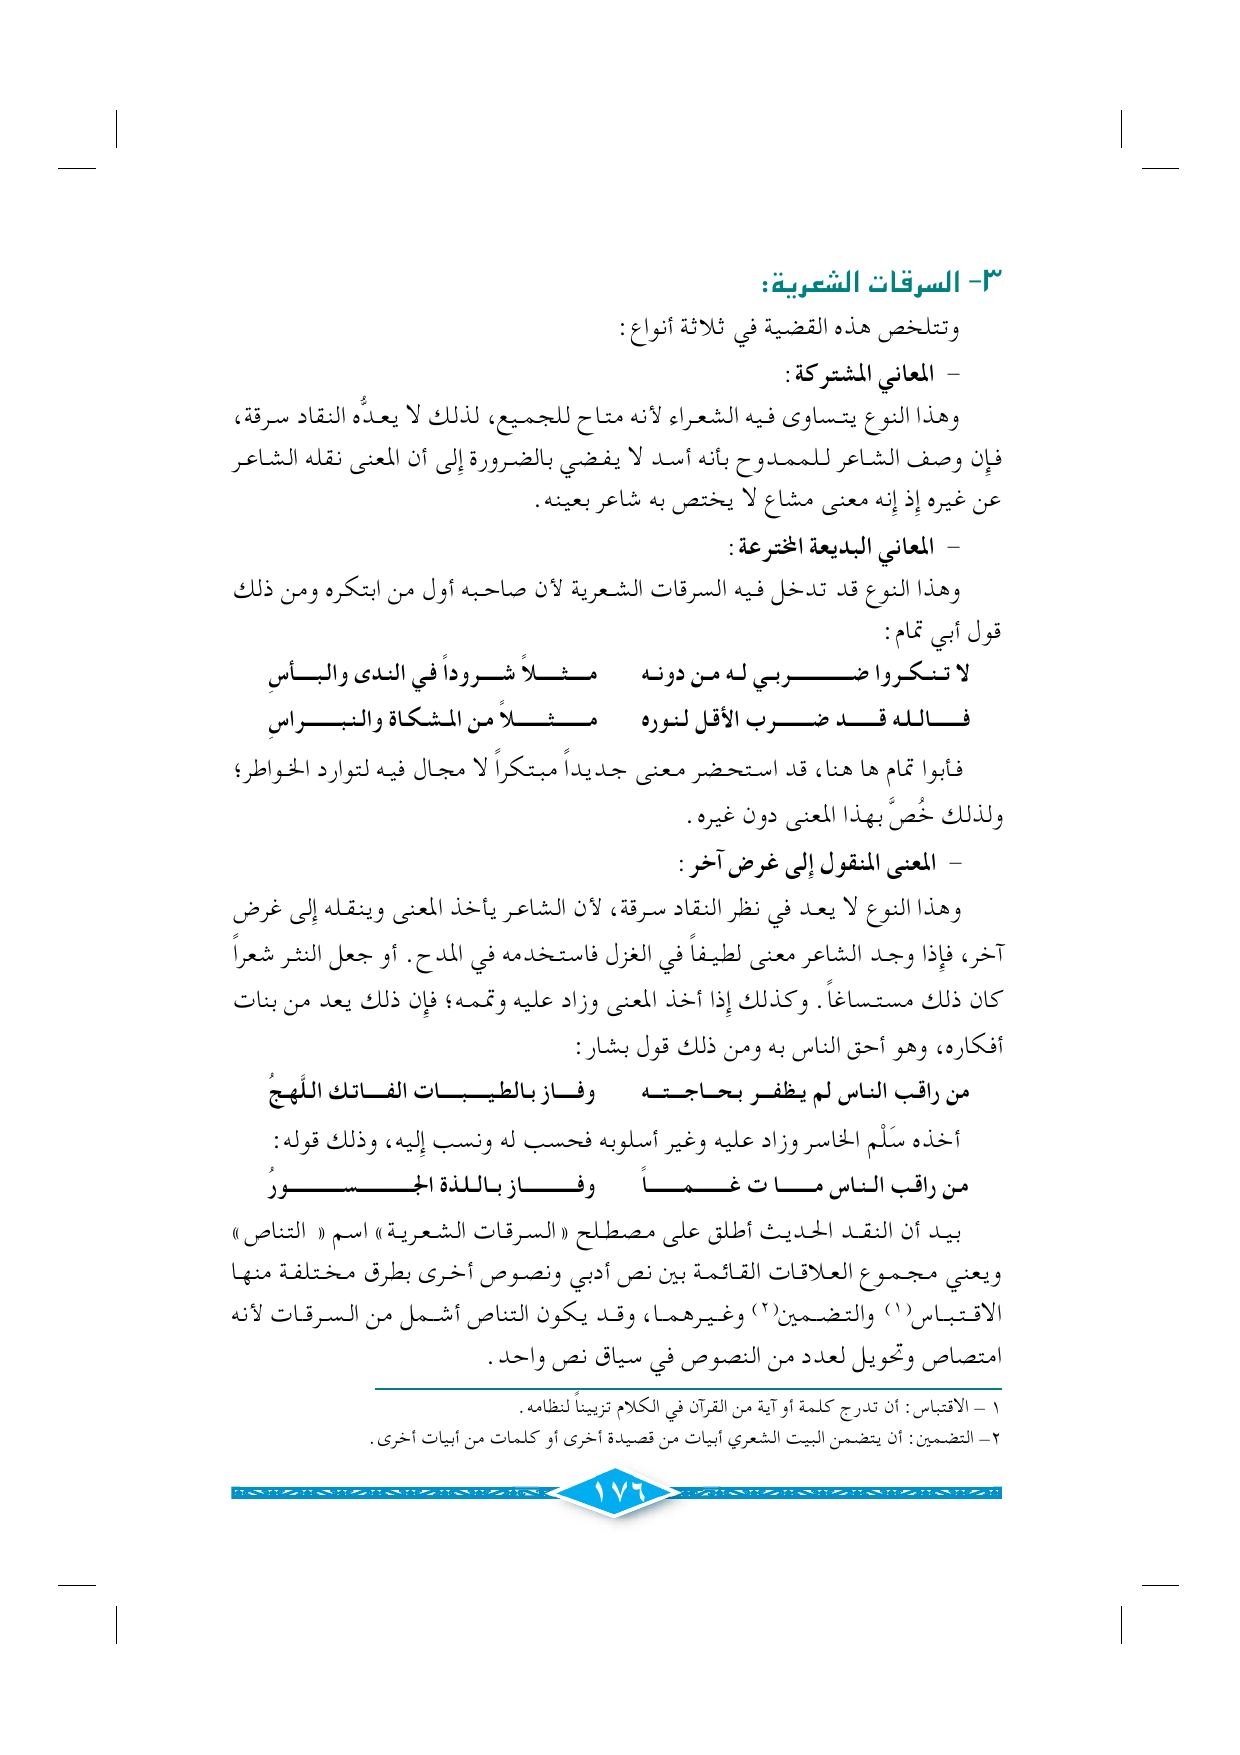 ٣- السرقات الشعرية:
وتتلخص هذه القضية في ثلاثة أنواع:
– المعاني المشتركة:
وهذا النوع يتساوى فيه الشعراء لأنه متاح للجميع، لذلك لا يعدُّه النقاد سرقة،
فإن وصف الشاعر للممدوح بأنه أسد لا يفضي بالضرورة إلى أن المعنى نقله الشاعر
عن غيره إذ إنه معنى مشاع لا يختص به شاعر بعينه.
– المعاني البديعة المخترعة:
وهذا النوع قد تدخل فيه السرقات الشعرية لأن صاحبه أول من ابتكره ومن ذلك
قول أبي تمام:
لا تنكروا ضربي له من دونه مثلاً شروداً في الندى والبأسِ
فالله قد ضرب الأقل لنوره مثلاً من المشكاة والنبراسِ
فأبوا تمام ها هنا، قد استحضر معنى جديداً مبتكراً لا مجال فيه لتوارد الخواطر؛
ولذلك خُصَّ بهذا المعنى دون غيره.
– المعنى المنقول إلى غرض آخر:
وهذا النوع لا يعد في نظر النقاد سرقة، لأن الشاعر يأخذ المعنى وينقله إلى غرض
آخر، فإذا وجد الشاعر معنى لطيفاً في الغزل فاستخدمه في المدح. أو جعل النثر شعراً
كان ذلك مستساغاً. وكذلك إذا أخذ المعنى وزاد عليه وتممه؛ فإن ذلك يعد من بنات
أفكاره، وهو أحق الناس به ومن ذلك قول بشار:
من راقب الناس لم يظفر بحاجته وفاز بالطيبات الفاتك اللَّهجُ
أخذه سَلْم الخاسر وزاد عليه وغير أسلوبه فحسب له ونسب إليه، وذلك قوله:
من راقب الناس ما ت غماً وفاز باللذة الجسورُ
بيد أن النقد الحديث أطلق على مصطلح «السرقات الشعرية» اسم « التناص»
ويعني مجموع العلاقات القائمة بين نص أدبي ونصوص أخرى بطرق مختلفة منها
الاقتباس(١) والتضمين(٢) وغيرهما، وقد يكون التناص أشمل من السرقات لأنه
امتصاص وتحويل لعدد من النصوص في سياق نص واحد.
١ – الاقتباس: أن تدرج كلمة أو آية من القرآن في الكلام تزييناً لنظامه.
٢– التضمين: أن يتضمن البيت الشعري أبيات من قصيدة أخرى أو كلمات من أبيات أخرى.
١٧٦